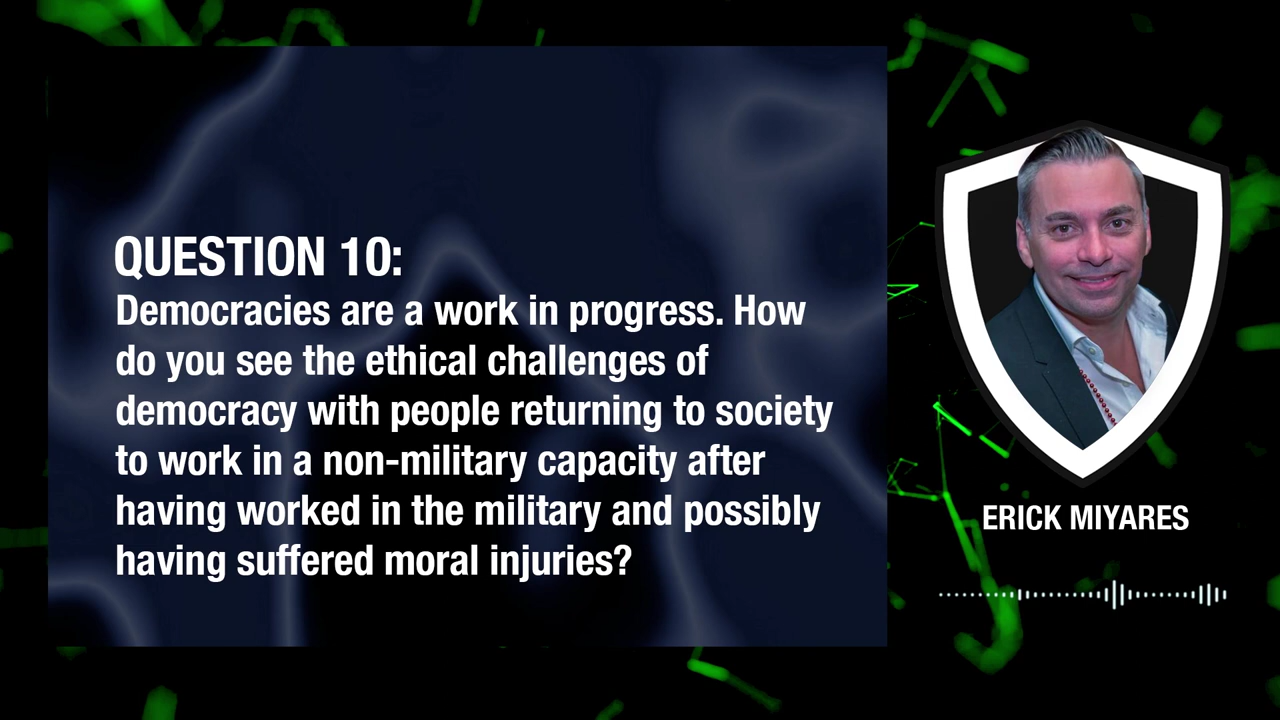 QUESTION 10:
Democracies are a work in progress. How
do you see the ethical challenges of
democracy with people returning to society
to work in a non-military capacity after
having worked in the military and possibly
having suffered moral injuries?
ERICK MIYARES